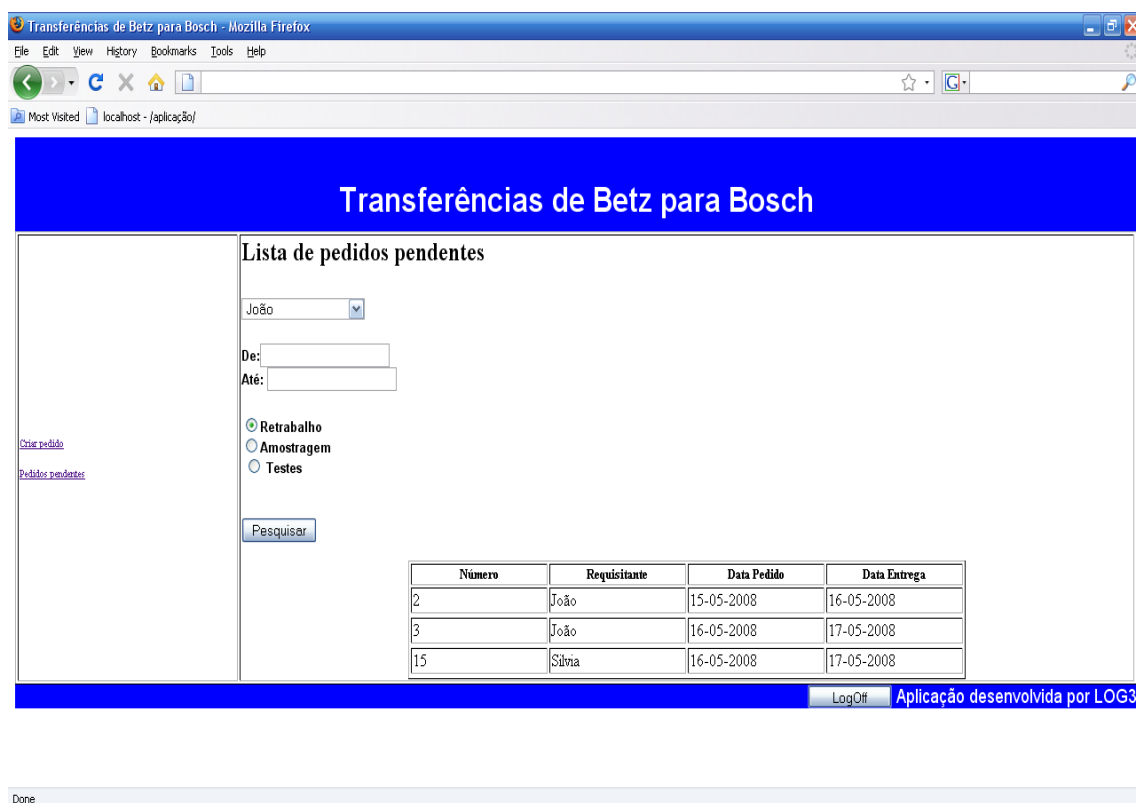 Transferências de Betz para Bosch - Mozilla Firefox
File Edit View History Bookmarks Tools Help
G
Most Visited localhost - /aplicação/
Transferências de Betz para Bosch
Lista de pedidos pendentes
João
De:
Até:
Retrabalho
Criar pedido
Amostragem
Pedidos pendentes
Testes
Pesquisar
Número Requisitante Data Pedido Data Entrega
2 João 15-05-2008 16-05-2008
3 João 16-05-2008 17-05-2008
15 Silvia 16-05-2008 17-05-2008
LogOff Aplicação desenvolvida por LOG3
Done